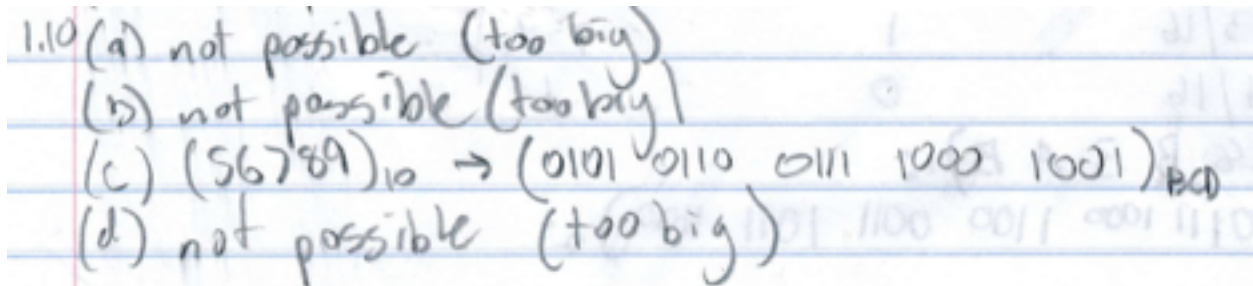 1.10 (a) not possible (too big)
(b) not possible (too big)
(c) (56789)₁₀ → (0101 0110 0111 1000 1001)BCD
(d) not possible (too big)